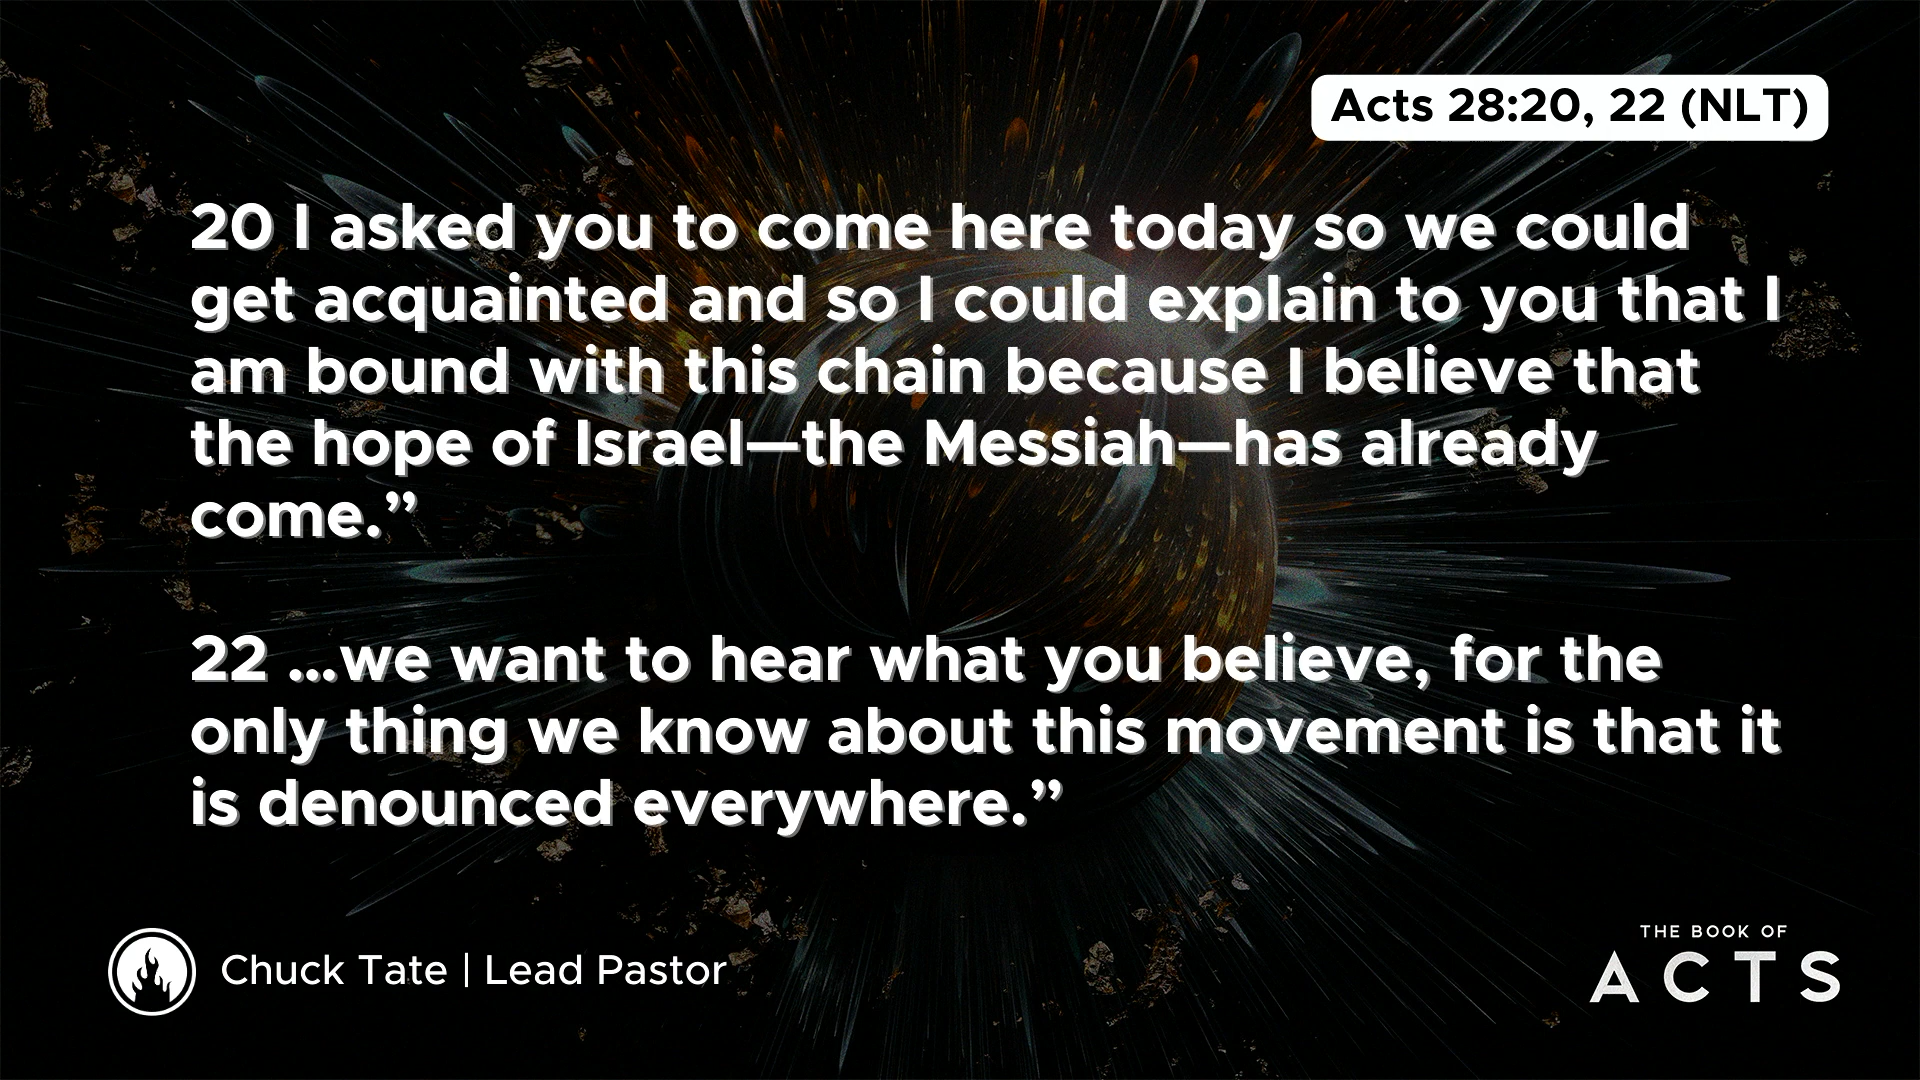 Acts 28:20, 22 (NLT)
20 I asked you to come here today so we could
get acquainted and so I could explain to you that I
am bound with this chain because I believe that
the hope of Israel—the Messiah—has already
come.”
22 …we want to hear what you believe, for the
only thing we know about this movement is that it
is denounced everywhere.”
Chuck Tate | Lead Pastor
THE BOOK OF
ACTS